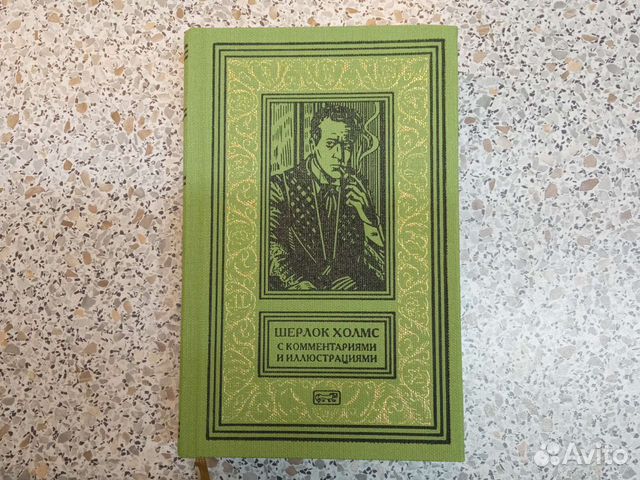 ШЕРЛОК ХОЛМС
С КОММЕНТАРИЯМИ
И ИЛЛЮСТРАЦИЯМИ
Avito